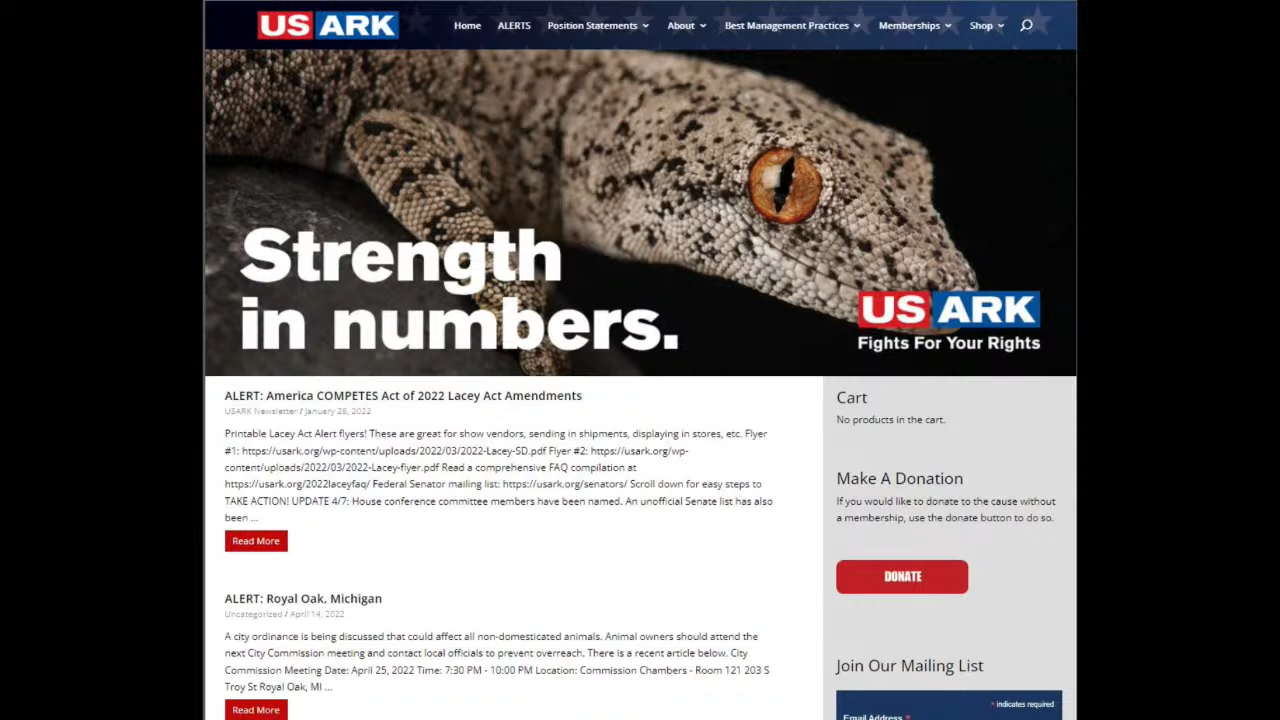 US ARK
Home
ALERTS
Position Statements
About
Best Management Practices
Memberships
Shop
Strength
in numbers.
US ARK
Fights For Your Rights
ALERT: America COMPETES Act of 2022 Lacey Act Amendments
USARK Newsletter / January 28, 2022
Printable Lacey Act Alert flyers! These are great for show vendors, sending in shipments, displaying in stores, etc. Flyer
#1: https://usark.org/wp-content/uploads/2022/03/2022-Lacey-SD.pdf Flyer #2: https://usark.org/wp-
content/uploads/2022/03/2022-Lacey-flyer.pdf Read a comprehensive FAQ compilation at
https://usark.org/2022laceyfaq/ Federal Senator mailing list: https://usark.org/senators/ Scroll down for easy steps to
TAKE ACTION! UPDATE 4/7: House conference committee members have been named. An unofficial Senate list has also
been ...
Read More
ALERT: Royal Oak, Michigan
Uncategorized / April 14, 2022
A city ordinance is being discussed that could affect all non-domesticated animals. Animal owners should attend the
next City Commission meeting and contact local officials to prevent overreach. There is a recent article below. City
Commission Meeting Date: April 25, 2022 Time: 7:30 PM - 10:00 PM Location: Commission Chambers - Room 121 203 S
Troy St Royal Oak, MI ...
Read More
Cart
No products in the cart.
Make A Donation
If you would like to donate to the cause without
a membership, use the donate button to do so.
DONATE
Join Our Mailing List
* indicates required
Email Address *